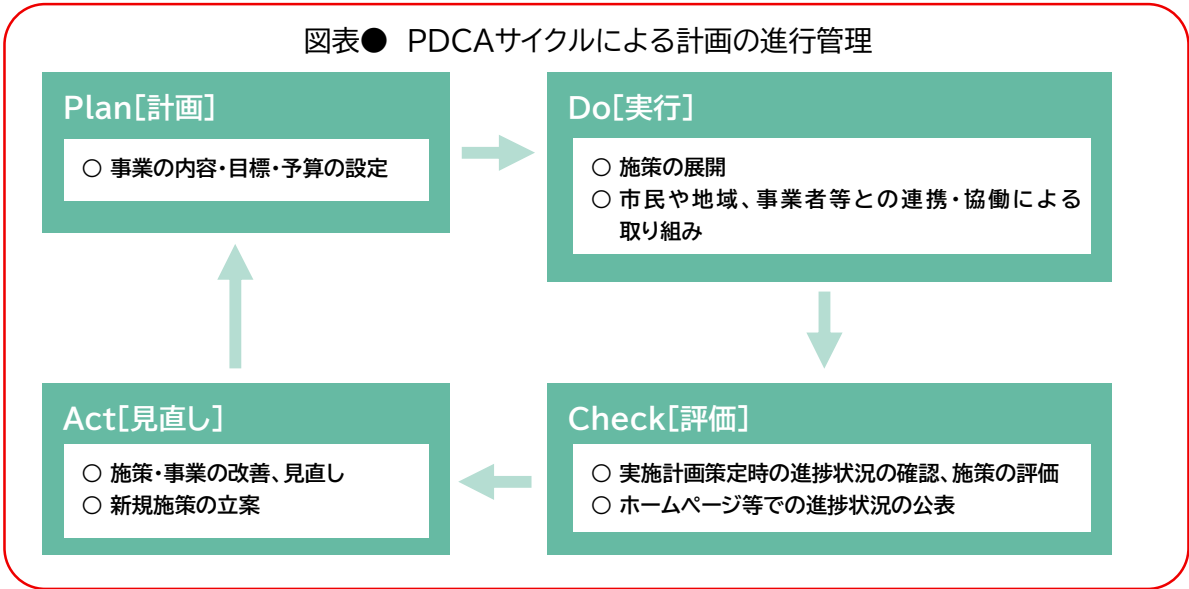 図表● PDCAサイクルによる計画の進行管理
Plan[計画]
○ 事業の内容・目標・予算の設定
Do[実行]
○ 施策の展開
○ 市民や地域、事業者等との連携・協働による
取り組み
Act[見直し]
○ 施策・事業の改善、見直し
○ 新規施策の立案
Check[評価]
○ 実施計画策定時の進捗状況の確認、施策の評価
○ ホームページ等での進捗状況の公表